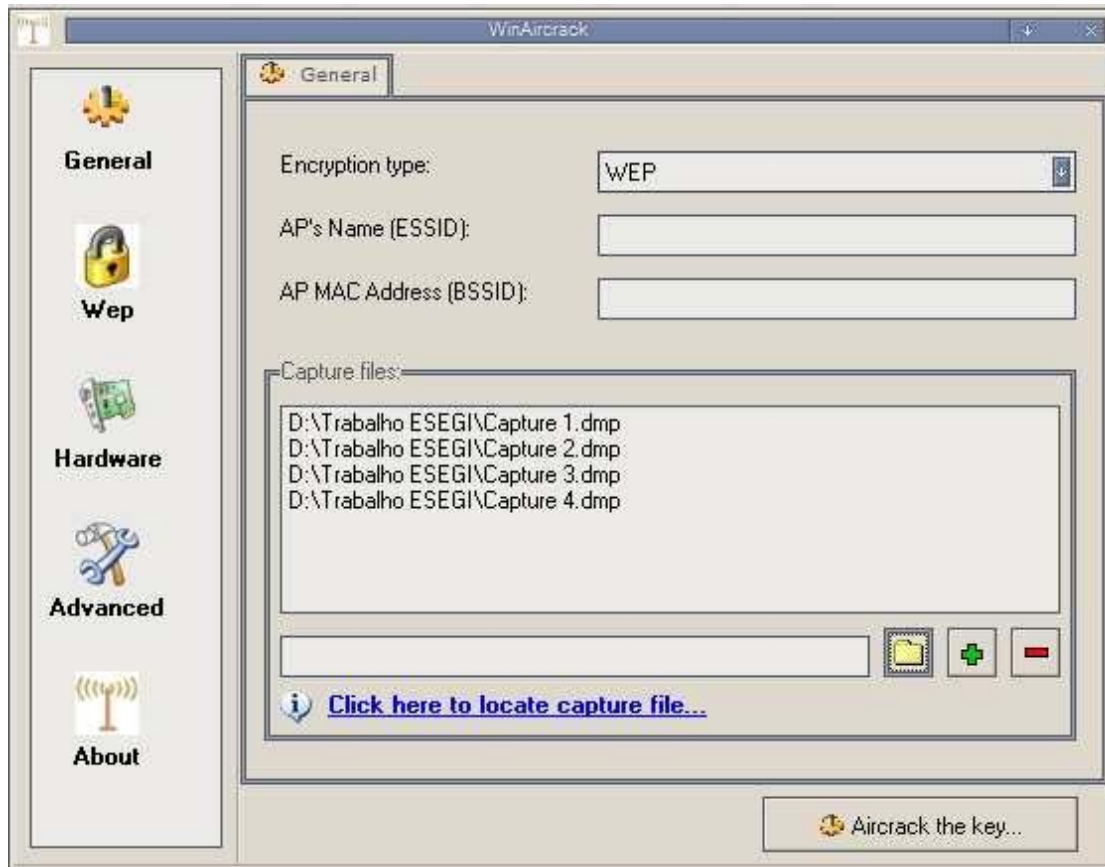 WinAircrack
General
Wep
Hardware
Advanced
About
General
Encryption type:
WEP
AP's Name (ESSID):
AP MAC Address (BSSID):
Capture files:
D:\Trabalho ESEGI\Capture 1.dmp
D:\Trabalho ESEGI\Capture 2.dmp
D:\Trabalho ESEGI\Capture 3.dmp
D:\Trabalho ESEGI\Capture 4.dmp
Click here to locate capture file...
Aircrack the key...